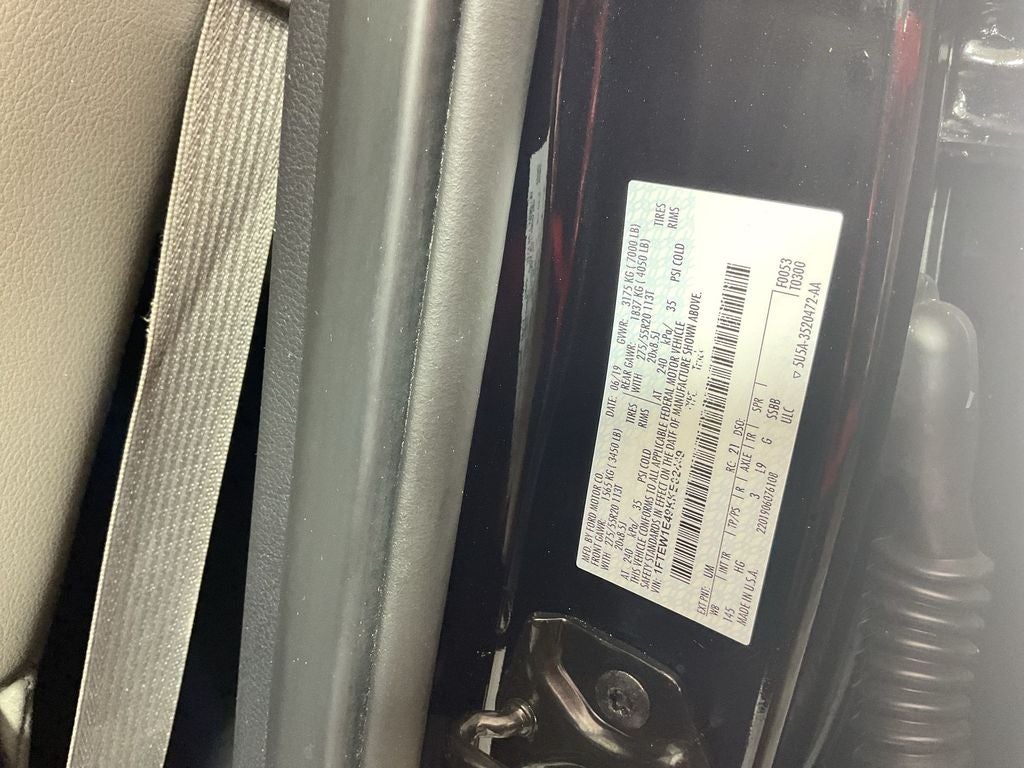 MFD. BY FORD MOTOR CO.
DATE: 06/19 GVWR: 3175 KG ( 7000 LB)
FRONT GAWR: 1565 KG ( 3450 LB)
REAR GAWR: 1837 KG ( 4050 LB)
WITH 275/55R20 113T TIRES
WITH 275/55R20 113T TIRES
20x8.5J RIMS
20x8.5J RIMS
AT 240 kPa/ 35 PSI COLD
AT 240 kPa/ 35 PSI COLD
THIS VEHICLE CONFORMS TO ALL APPLICABLE FEDERAL MOTOR VEHICLE
SAFETY STANDARDS IN EFFECT ON THE DATE OF MANUFACTURE SHOWN ABOVE.
VIN:
EXT PNT: UM RC: 21 DSO: F0053
WB INT TR TP/PS R AXLE TR SPR T0300
145 PG 3 L9 G 5SBB
MADE IN U.S.A. 220190607610B ULC
▽ 5U5A-3520472-AA